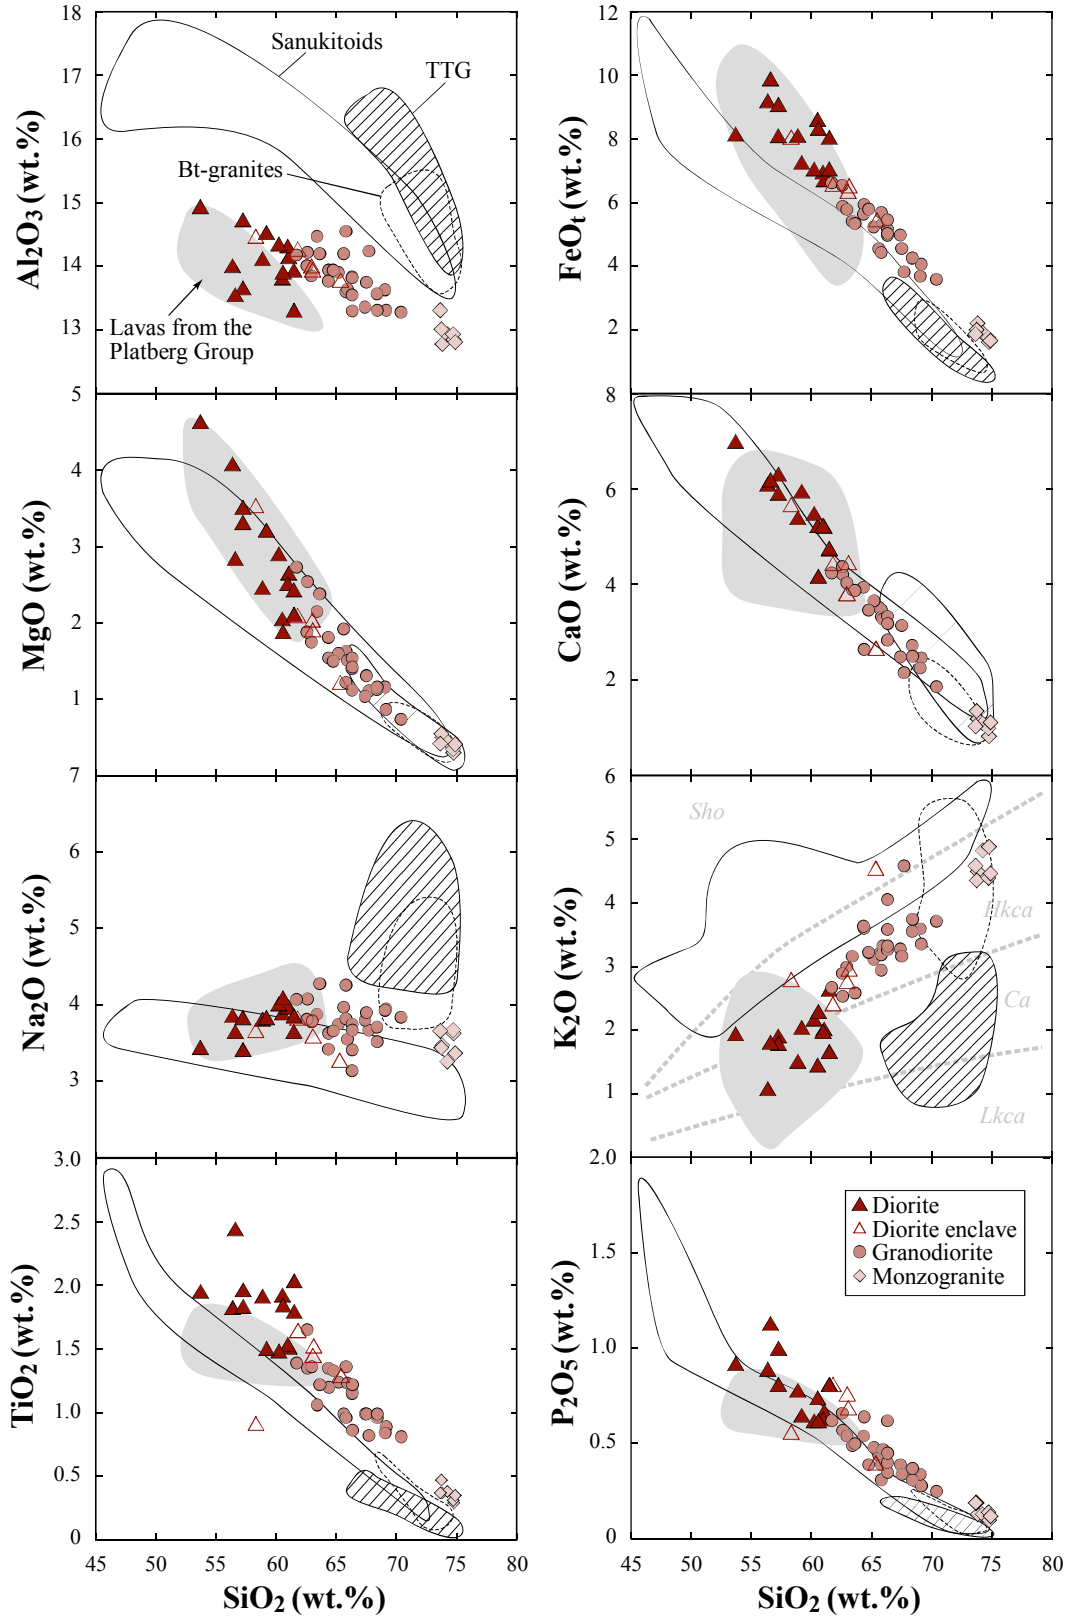 18
17
16
15
14
13
5
Al₂O₃ (wt.%)
Sanukitoids
TTG
Bt-granites
Lavas from the
Platberg Group
12
10
8
6
4
2
8
FeOₜ (wt.%)
4
3
2
1
7
MgO (wt.%)
6
4
2
6
CaO (wt.%)
6
5
4
3
Na₂O (wt.%)
5
4
3
2
1
K₂O (wt.%)
Sho
Hkca
Ca
Lkca
3.0
2.5
2.0
1.5
1.0
0.5
0
TiO₂ (wt.%)
45 50 55 60 65 70 75 80
SiO₂ (wt.%)
2.0
1.5
1.0
0.5
0
P₂O₅ (wt.%)
Diorite
Diorite enclave
Granodiorite
Monzogranite
45 50 55 60 65 70 75 80
SiO₂ (wt.%)